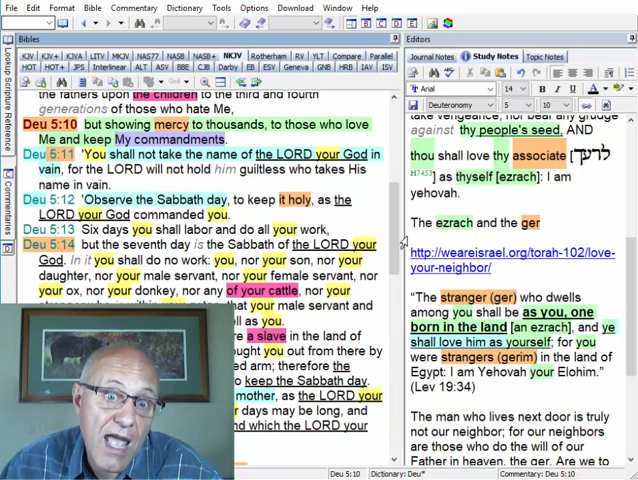 File Edit View Bibles Commentary Dictionary Tools Options Download Window Help
Lookup Scripture Reference
Commentaries
Bibles
KJV KJV+ KJVA LITV MKJV NAS77 NASB NASB+ NKJV Rotherham RV YLT Compare Parallel
PJS Interlinear ALT ALT3 BBE CJB Darby EB ESV Geneva GNB HRB IAV ISV
the fathers upon the children to the third and fourth
generations of those who hate Me,
Deu 5:10 but showing mercy to thousands, to those who love
Me and keep My commandments.
Deu 5:11 'You shall not take the name of the LORD your God in
vain, for the LORD will not hold him guiltless who takes His
name in vain.
Deu 5:12 'Observe the Sabbath day, to keep it holy, as the
LORD your God commanded you.
Deu 5:13 Six days you shall labor and do all your work,
Deu 5:14 but the seventh day is the Sabbath of the LORD your
God. In it you shall do no work: you, nor your son, nor your
daughter, nor your male servant, nor your female servant, nor
your ox, nor your donkey, nor any of your cattle, nor your
that your male servant and
ell as you.
e a slave in the land of
ought you out from there by
ed arm; therefore the
keep the Sabbath day.
mother, as the LORD your
days may be long, and
nd which the LORD your
Editors
Journal Notes Study Notes Topic Notes
Arial 14 B I U
Deuteronomy 5 10
take vengeance, nor bear any grudge
against thy people's seed, AND
thou shall love thy associate [לרעך
H7453] as thyself [ezrach]: I am
yehovah.
The ezrach and the ger
http://weareisrael.org/torah-102/love-
your-neighbor/
“The stranger (ger) who dwells
among you shall be as you, one
born in the land [an ezrach], and ye
shall love him as yourself; for you
were strangers (gerim) in the land of
Egypt: I am Yehovah your Elohim.”
(Lev 19:34)
The man who lives next door is truly
not our neighbor; for our neighbors
are those who do the will of our
Father in heaven, the ger. Are we to
Deu 5:10 Dictionary: Deu* Commentary: Deu 5:10